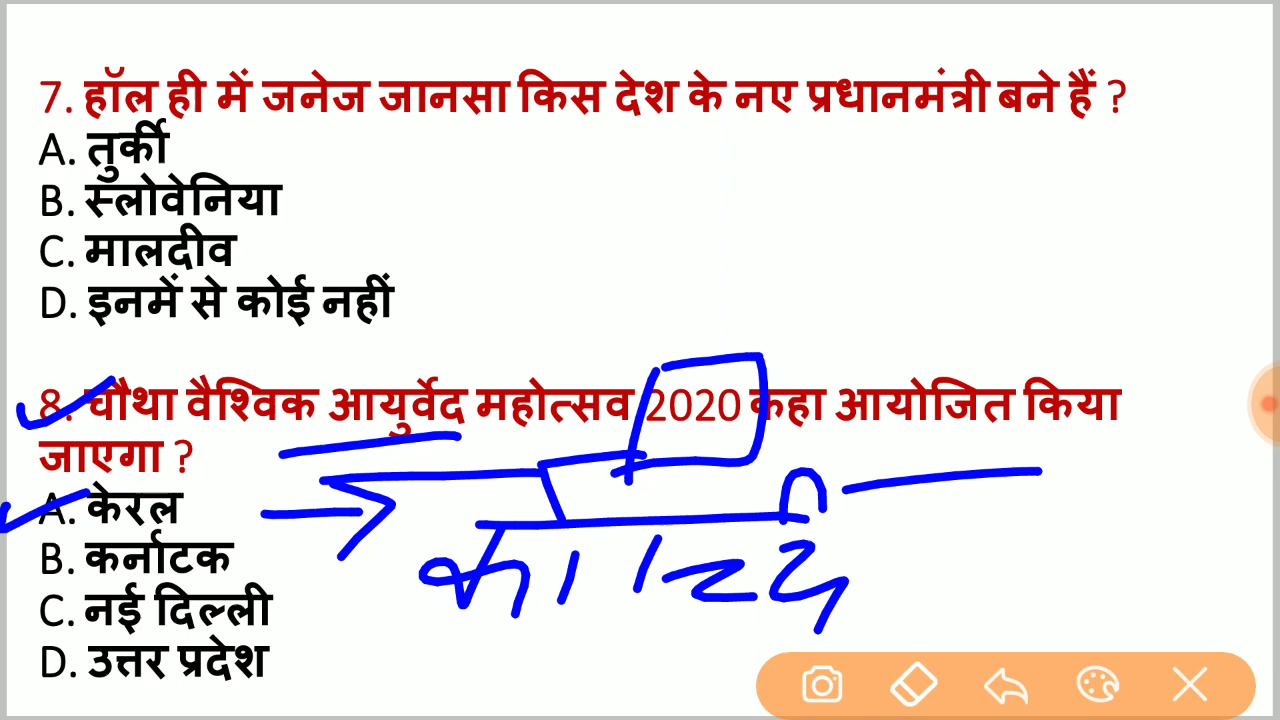 7. हॉल ही में जनेज जानसा किस देश के नए प्रधानमंत्री बने हैं ?
A. तुर्की
B. स्लोवेनिया
C. मालदीव
D. इनमें से कोई नहीं
8. चौथा वैश्विक आयुर्वेद महोत्सव 2020 कहा आयोजित किया
जाएगा ?
A. केरल
B. कर्नाटक
C. नई दिल्ली
D. उत्तर प्रदेश